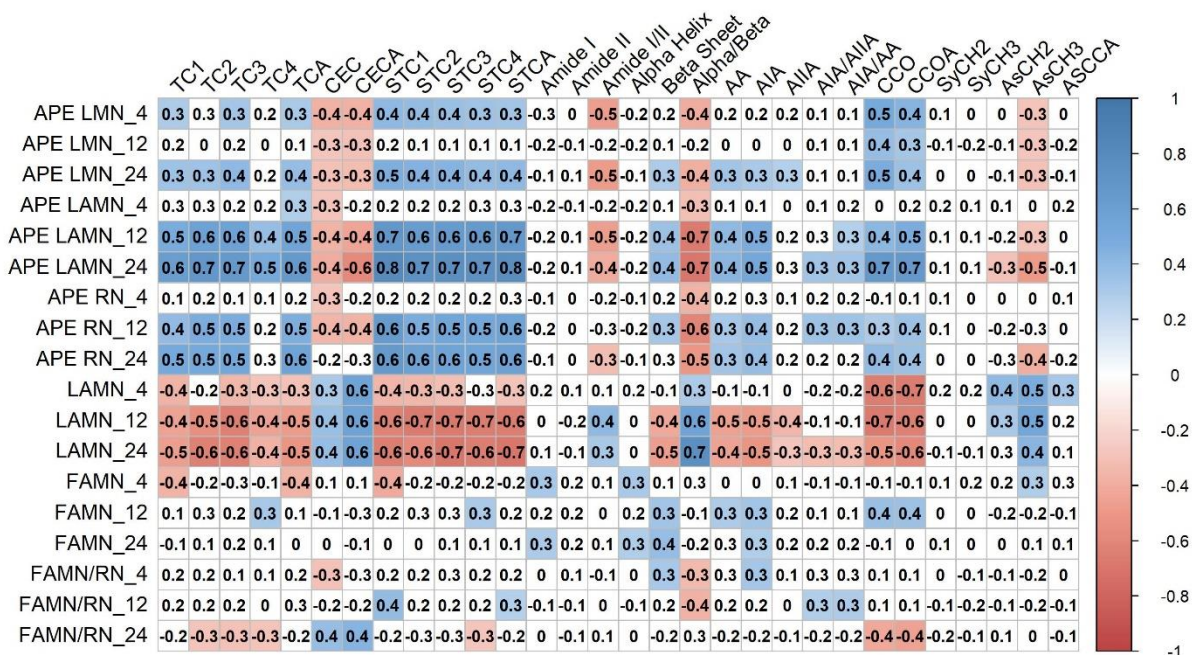 TC1 TC2 TC3 TC4 TCA CEC CECA STC1 STC2 STC3 STC4 STCA Amide I Amide II Amide I/II Alpha Helix Beta Sheet Alpha/Beta AA AIA AIIA AIA/AIIA AIA/AA CCO CCOA SyCH2 SyCH3 AsCH2 AsCH3 ASCCA
APE LMN_4 0.3 0.3 0.3 0.2 0.3 -0.4 -0.4 0.4 0.4 0.4 0.3 0.3 -0.3 0 -0.5 -0.2 0.2 -0.4 0.2 0.2 0.2 0.1 0.1 0.5 0.4 0.1 0 0 -0.3 0
APE LMN_12 0.2 0 0.2 0 0.1 -0.3 -0.3 0.2 0.1 0.1 0.1 0.1 -0.2 -0.1 -0.2 -0.2 0.1 -0.2 0 0 0 0.1 0.1 0.4 0.3 -0.1 -0.2 -0.1 -0.3 -0.2
APE LMN_24 0.3 0.3 0.4 0.2 0.4 -0.3 -0.3 0.5 0.4 0.4 0.4 0.4 -0.1 0.1 -0.5 -0.1 0.3 -0.4 0.3 0.3 0.3 0.1 0.1 0.5 0.4 0 0 -0.1 -0.3 -0.1
APE LAMN_4 0.3 0.3 0.2 0.2 0.3 -0.3 -0.2 0.2 0.2 0.2 0.3 0.3 -0.2 -0.1 -0.2 -0.2 0.1 -0.3 0.1 0.1 0 0.1 0.2 0 0.2 0.2 0.1 0.1 0 0.2
APE LAMN_12 0.5 0.6 0.6 0.4 0.5 -0.4 -0.4 0.7 0.6 0.6 0.6 0.7 -0.2 0.1 -0.5 -0.2 0.4 -0.7 0.4 0.5 0.2 0.3 0.3 0.4 0.5 0.1 0.1 -0.2 -0.3 0
APE LAMN_24 0.6 0.7 0.7 0.5 0.6 -0.4 -0.6 0.8 0.7 0.7 0.7 0.8 -0.2 0.1 -0.4 -0.2 0.4 -0.7 0.4 0.5 0.3 0.3 0.3 0.7 0.7 0.1 0.1 -0.3 -0.5 -0.1
APE RN_4 0.1 0.2 0.1 0.1 0.2 -0.3 -0.2 0.2 0.2 0.2 0.2 0.3 -0.1 0 -0.2 -0.1 0.2 -0.4 0.2 0.3 0.1 0.2 0.2 -0.1 0.1 0.1 0 0 0 0.1
APE RN_12 0.4 0.5 0.5 0.2 0.5 -0.4 -0.4 0.6 0.5 0.5 0.5 0.6 -0.2 0 -0.3 -0.2 0.3 -0.6 0.3 0.4 0.2 0.3 0.3 0.3 0.4 0.1 0 -0.2 -0.3 0
APE RN_24 0.5 0.5 0.5 0.3 0.6 -0.2 -0.3 0.6 0.6 0.6 0.5 0.6 -0.1 0 -0.3 -0.1 0.3 -0.5 0.3 0.4 0.2 0.2 0.2 0.4 0.4 0 0 -0.3 -0.4 -0.2
LAMN_4 -0.4 -0.2 -0.3 -0.3 -0.3 0.3 0.6 -0.4 -0.3 -0.3 -0.3 -0.3 0.2 0.1 0.1 0.2 -0.1 0.3 -0.1 -0.1 0 -0.2 -0.2 -0.6 -0.7 0.2 0.2 0.4 0.5 0.3
LAMN_12 -0.4 -0.5 -0.6 -0.4 -0.5 0.4 0.6 -0.6 -0.7 -0.7 -0.7 -0.6 0 -0.2 0.4 0 -0.4 0.6 -0.5 -0.5 -0.4 -0.1 -0.1 -0.7 -0.6 0 0 0.3 0.5 0.2
LAMN_24 -0.5 -0.6 -0.6 -0.4 -0.5 0.4 0.6 -0.6 -0.6 -0.7 -0.6 -0.7 0.1 -0.1 0.3 0 -0.5 0.7 -0.4 -0.5 -0.3 -0.3 -0.3 -0.5 -0.6 -0.1 -0.1 0.3 0.4 0.1
FAMN_4 -0.4 -0.2 -0.3 -0.1 -0.4 0.1 0.1 -0.4 -0.2 -0.2 -0.2 -0.2 0.3 0.2 0.1 0.3 0.1 0.3 0 0 0.1 -0.1 -0.1 -0.1 -0.1 0.1 0.2 0.2 0.3 0.3
FAMN_12 0.1 0.3 0.2 0.3 0.1 -0.1 -0.3 0.2 0.3 0.3 0.3 0.2 0.2 0.2 0 0.2 0.3 -0.1 0.3 0.3 0.2 0.1 0.1 0.4 0.4 0 0 -0.2 -0.2 -0.1
FAMN_24 -0.1 0.1 0.2 0.1 0 0 -0.1 0 0 0.1 0.1 0.1 0.3 0.2 0.1 0.3 0.4 -0.2 0.3 0.3 0.2 0.2 0.2 -0.1 0 0.1 0 0 0.1 0.1
FAMN/RN_4 0.2 0.2 0.1 0.1 0.2 -0.3 -0.3 0.2 0.2 0.3 0.2 0.2 0 0.1 -0.1 0 0.3 -0.3 0.3 0.3 0.1 0.3 0.3 0.1 0.1 0 -0.1 -0.1 -0.2 0
FAMN/RN_12 0.2 0.2 0.2 0 0.3 -0.2 -0.2 0.4 0.2 0.2 0.2 0.3 -0.1 -0.1 0 -0.1 0.2 -0.4 0.2 0.2 0 0.3 0.3 0.1 0.1 -0.1 -0.2 -0.1 -0.2 -0.1
FAMN/RN_24 -0.2 -0.3 -0.3 -0.3 -0.2 0.4 0.4 -0.2 -0.3 -0.3 -0.3 -0.2 0 -0.1 0.1 0 -0.2 0.3 -0.2 -0.2 -0.1 -0.2 -0.2 -0.4 -0.4 -0.2 -0.1 0.1 0 -0.1
1
0.8
0.6
0.4
0.2
0
-0.2
-0.4
-0.6
-0.8
-1